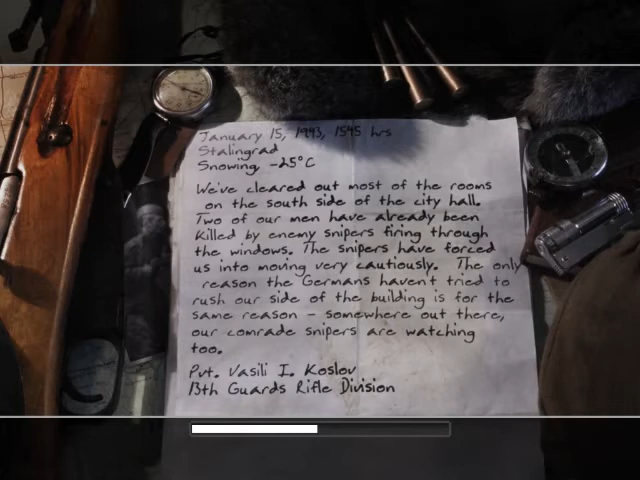 January 15, 1943, 1545 hrs
Stalingrad
Snowing, -25°C
We've cleared out most of the rooms
on the south side of the city hall.
Two of our men have already been
killed by enemy snipers firing through
the windows. The snipers have forced
us into moving very cautiously. The only
reason the Germans haven't tried to
rush our side of the building is for the
same reason - somewhere out there,
our comrade snipers are watching
too.
Pvt. Vasili I. Koslov
13th Guards Rifle Division